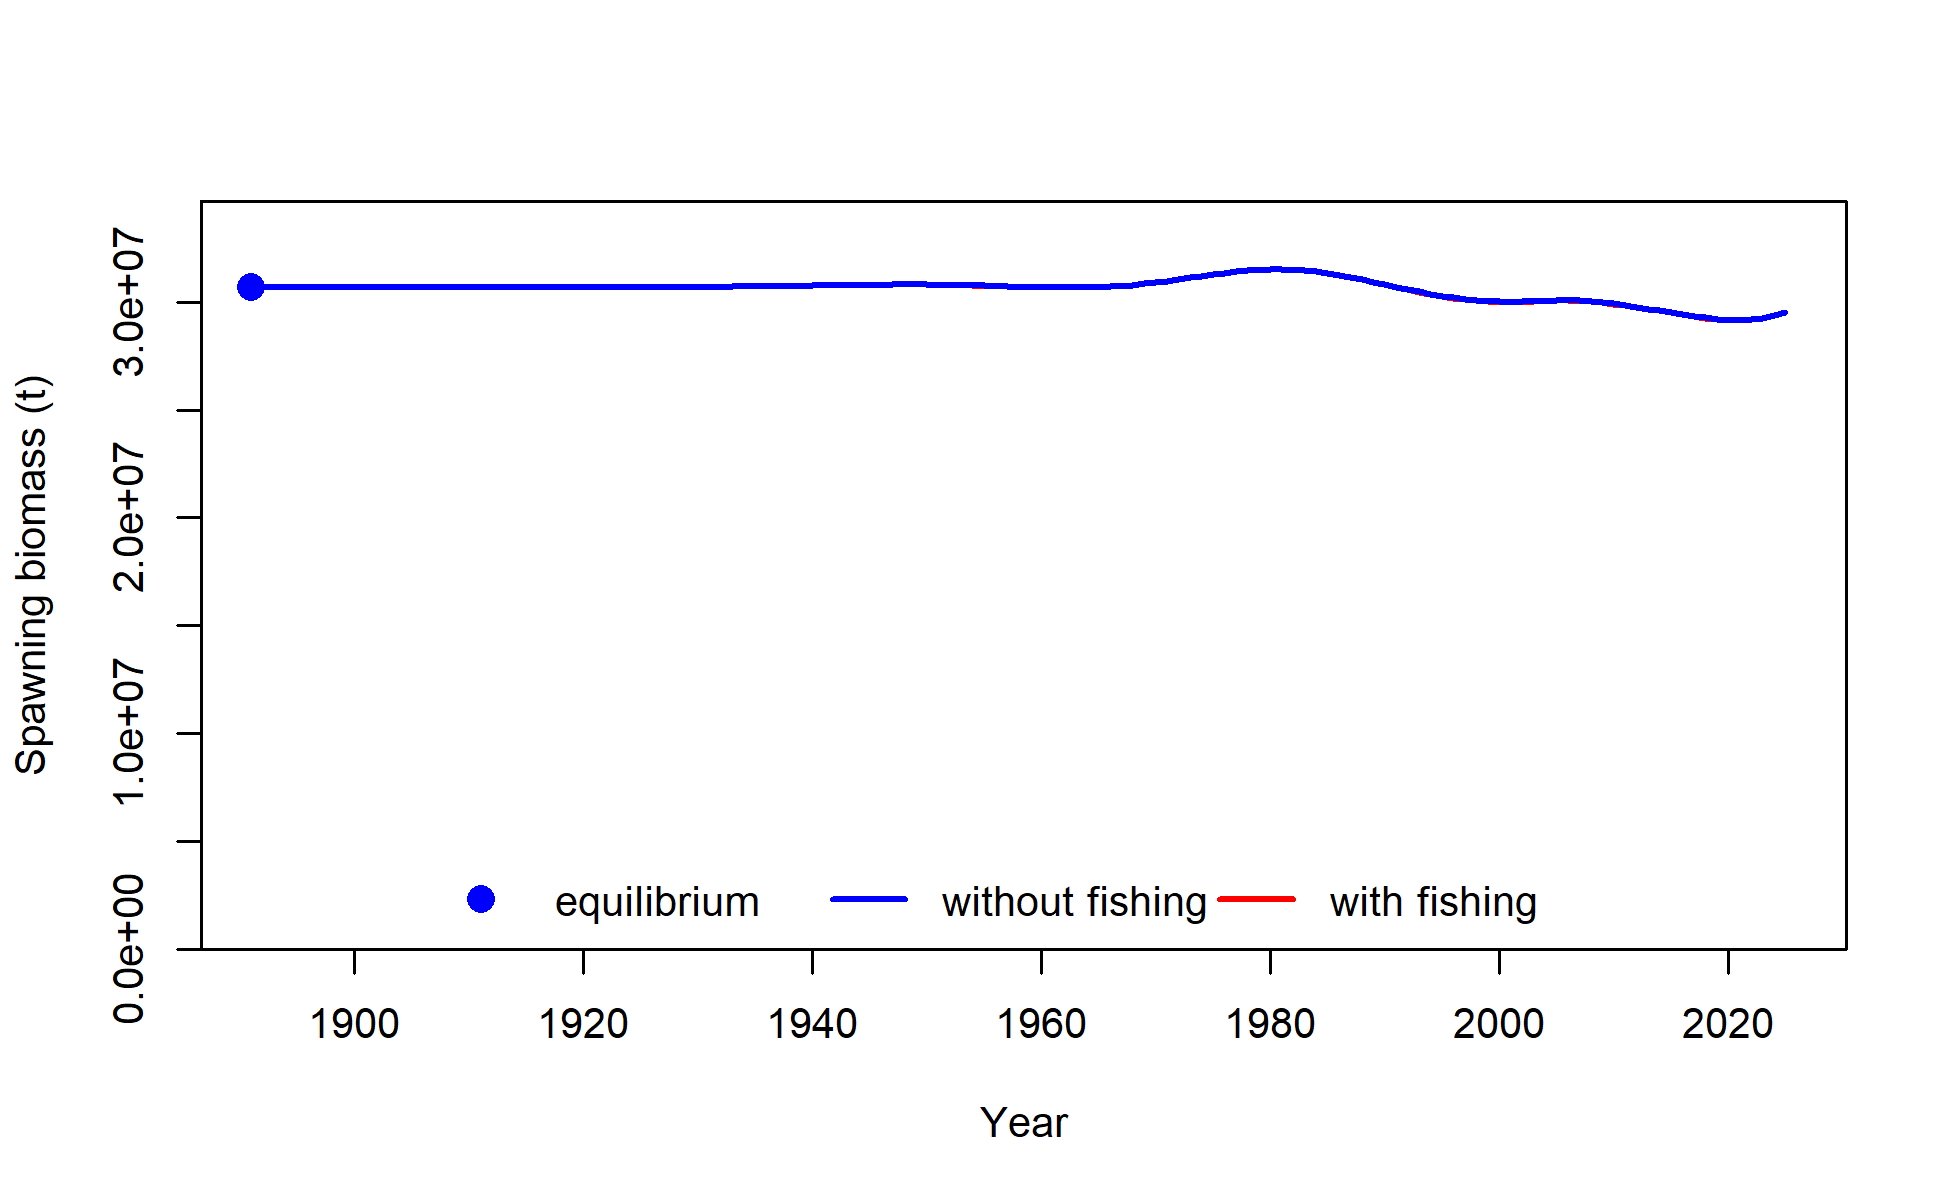 Spawning biomass (t)
3.0e+07
2.0e+07
1.0e+07
0.0e+00
equilibrium without fishing with fishing
1900 1920 1940 1960 1980 2000 2020
Year